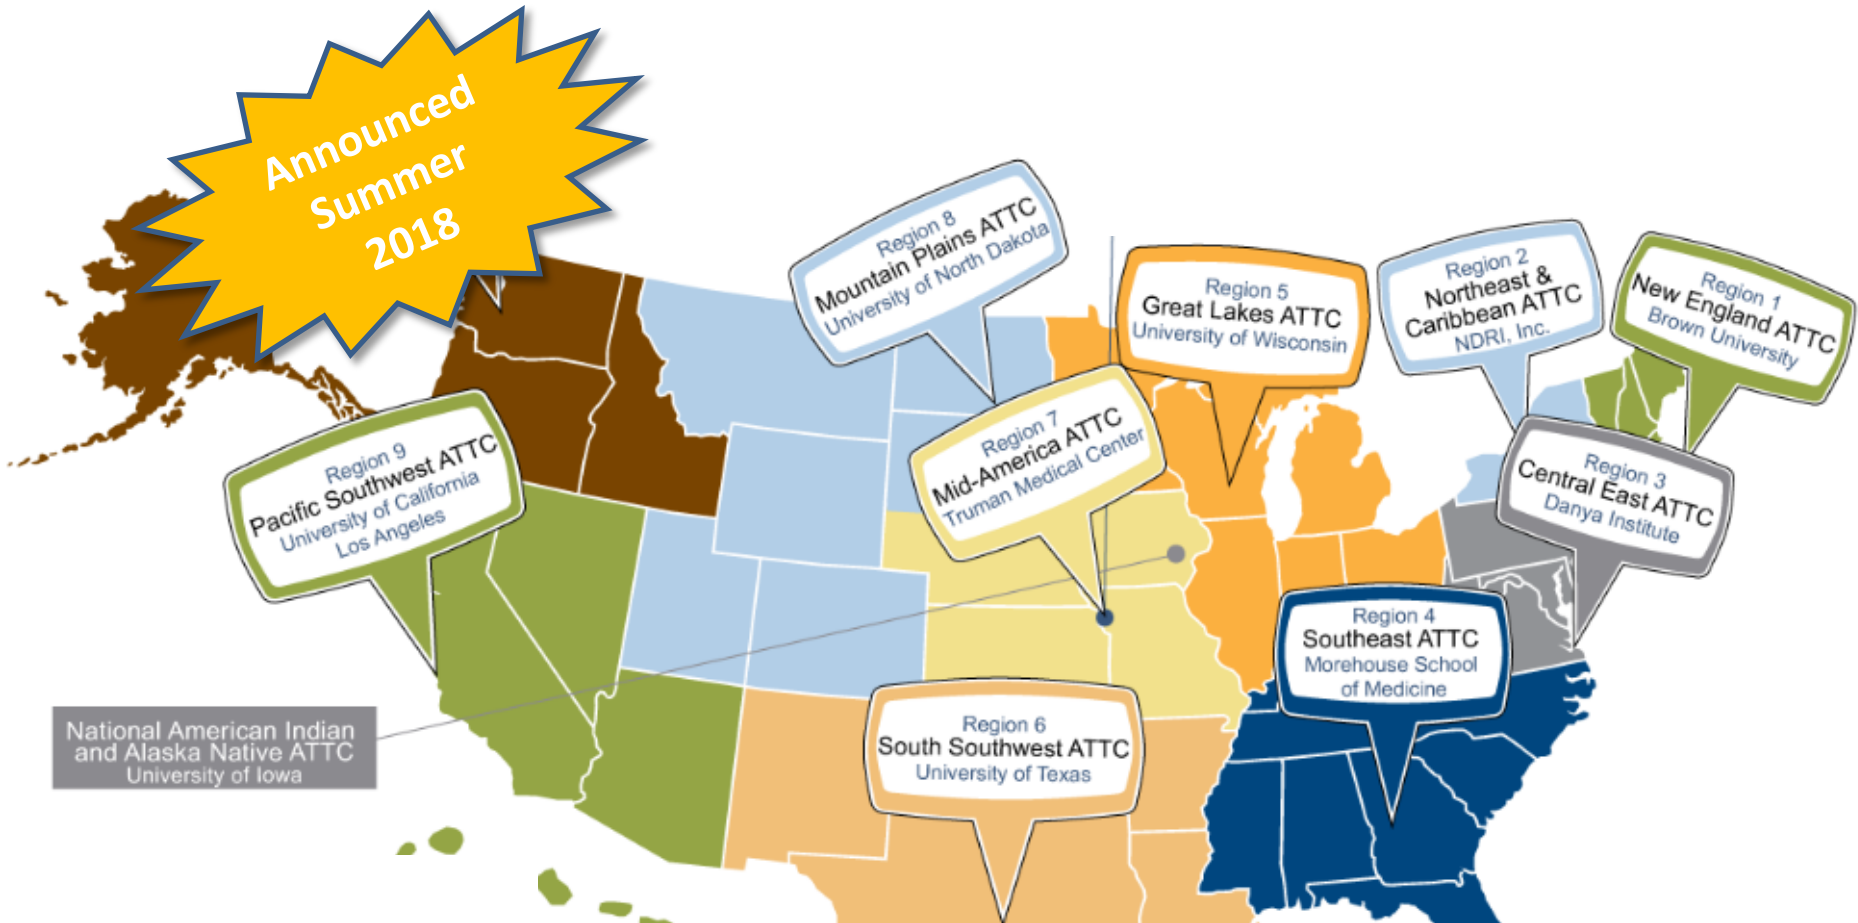 Announced
Summer
2018
Region 8
Mountain Plains ATTC
University of North Dakota
Region 5
Great Lakes ATTC
University of Wisconsin
Region 2
Northeast &
Caribbean ATTC
NDRI, Inc.
Region 1
New England ATTC
Brown University
Region 9
Pacific Southwest ATTC
University of California
Los Angeles
Region 7
Mid-America ATTC
Truman Medical Center
Region 3
Central East ATTC
Danya Institute
Region 4
Southeast ATTC
Morehouse School
of Medicine
National American Indian
and Alaska Native ATTC
University of Iowa
Region 6
South Southwest ATTC
University of Texas